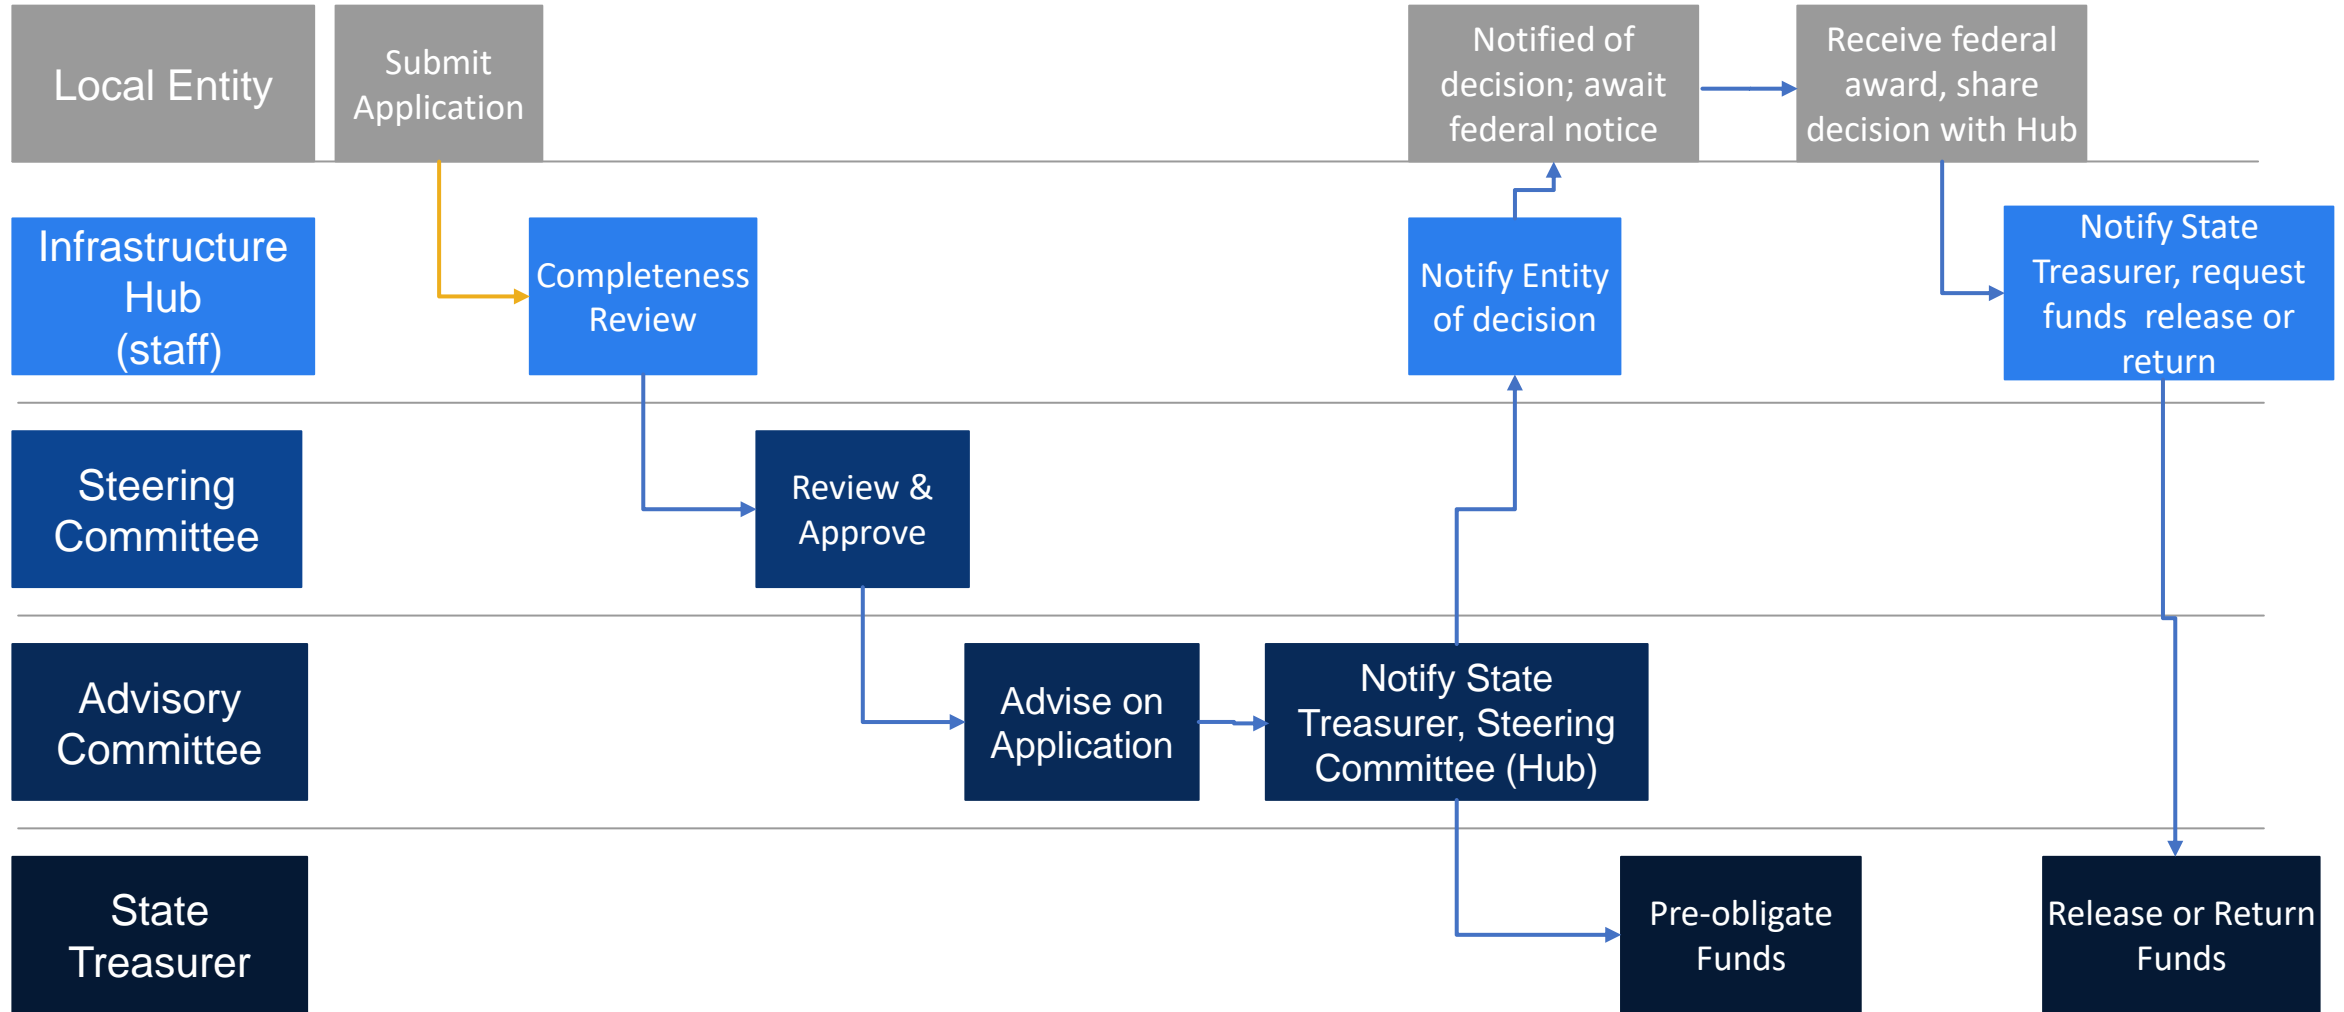 Local Entity
Submit
Application
Notified of
decision; await
federal notice
Receive federal
award, share
decision with Hub
Infrastructure
Hub
(staff)
Completeness
Review
Notify Entity
of decision
Notify State
Treasurer, request
funds  release or
return
Steering
Committee
Review &
Approve
Advisory
Committee
Advise on
Application
Notify State
Treasurer, Steering
Committee (Hub)
State
Treasurer
Pre-obligate
Funds
Release or Return
Funds